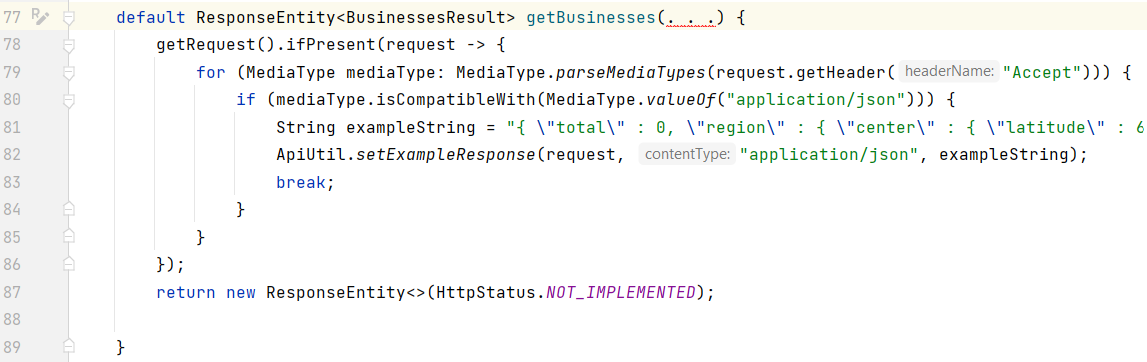 77 R default ResponseEntity<BusinessesResult> getBusinesses(. . .) {
78 getRequest().ifPresent(request -> {
79 for (MediaType mediaType: MediaType.parseMediaTypes(request.getHeader( headerName: "Accept"))) {
80 if (mediaType.isCompatibleWith(MediaType.valueOf("application/json"))) {
81 String exampleString = "{ \"total\" : 0, \"region\" : { \"center\" : { \"latitude\" : 6
82 ApiUtil.setExampleResponse(request, contentType: "application/json", exampleString);
83 break;
84 }
85 }
86 });
87 return new ResponseEntity<>(HttpStatus.NOT_IMPLEMENTED);
88
89 }